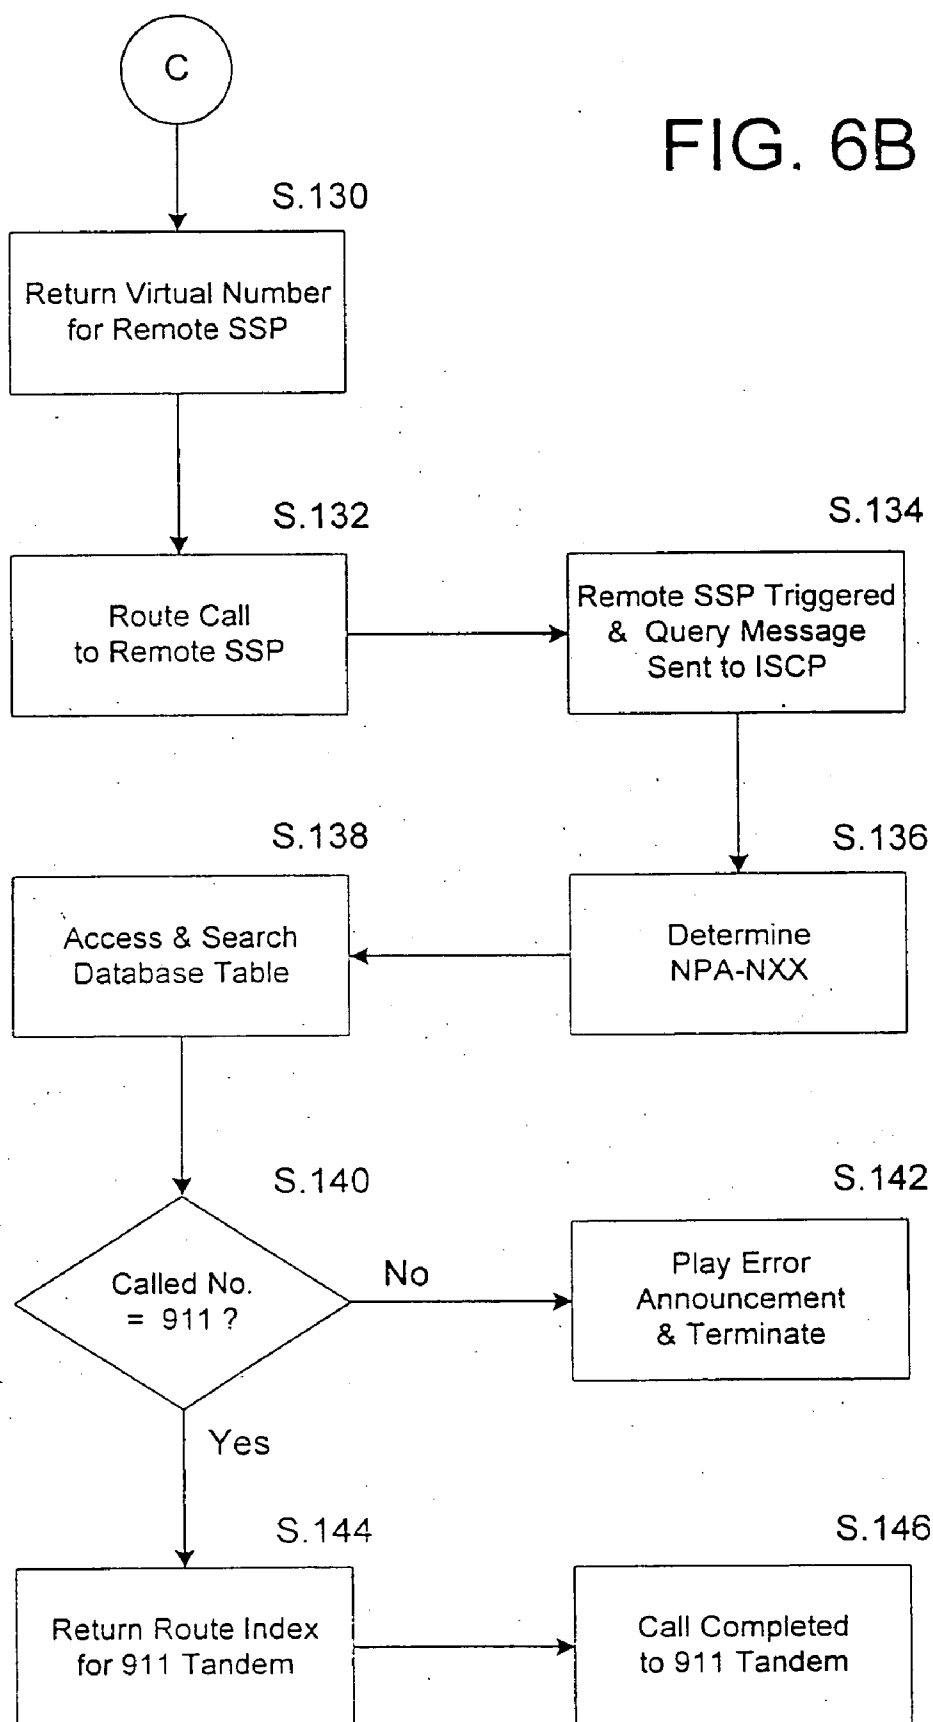 C
FIG. 6B
S.130
Return Virtual Number
for Remote SSP
S.132
Route Call
to Remote SSP
S.134
Remote SSP Triggered
& Query Message
Sent to ISCP
S.136
Determine
NPA-NXX
S.138
Access & Search
Database Table
S.140
Called No.
= 911 ?
No
S.142
Play Error
Announcement
& Terminate
Yes
S.144
Return Route Index
for 911 Tandem
S.146
Call Completed
to 911 Tandem